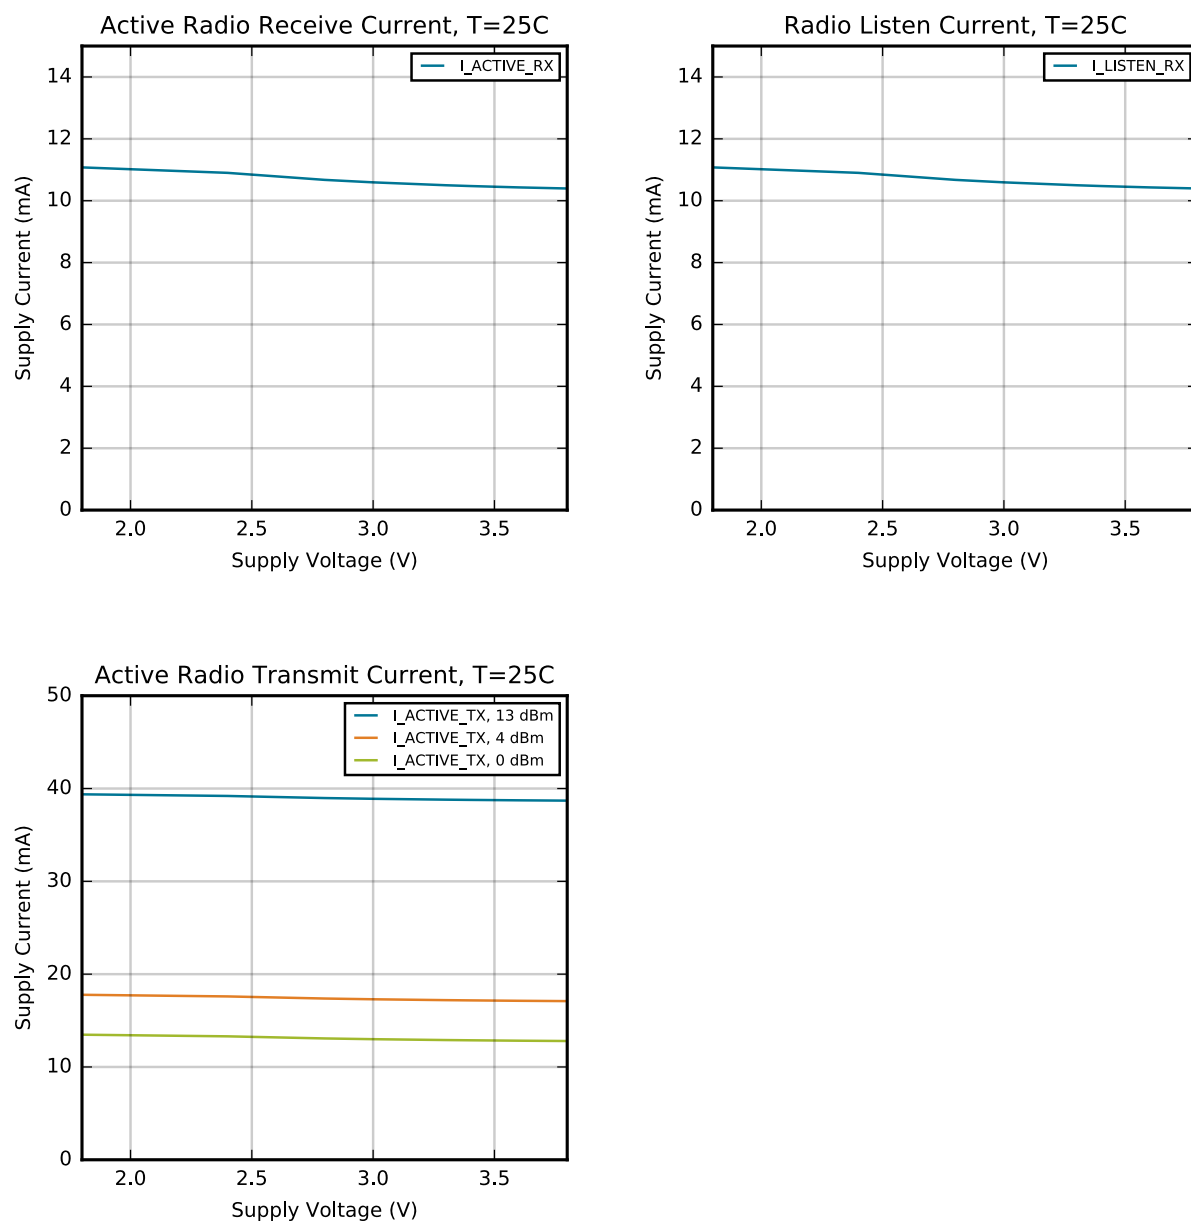 Active Radio Receive Current, T=25C
I_ACTIVE_RX
14
12
10
8
6
4
2
0
Supply Current (mA)
2.0 2.5 3.0 3.5
Supply Voltage (V)
Radio Listen Current, T=25C
I_LISTEN_RX
14
12
10
8
6
4
2
0
Supply Current (mA)
2.0 2.5 3.0 3.5
Supply Voltage (V)
Active Radio Transmit Current, T=25C
I_ACTIVE_TX, 13 dBm
I_ACTIVE_TX, 4 dBm
I_ACTIVE_TX, 0 dBm
50
40
30
20
10
0
Supply Current (mA)
2.0 2.5 3.0 3.5
Supply Voltage (V)